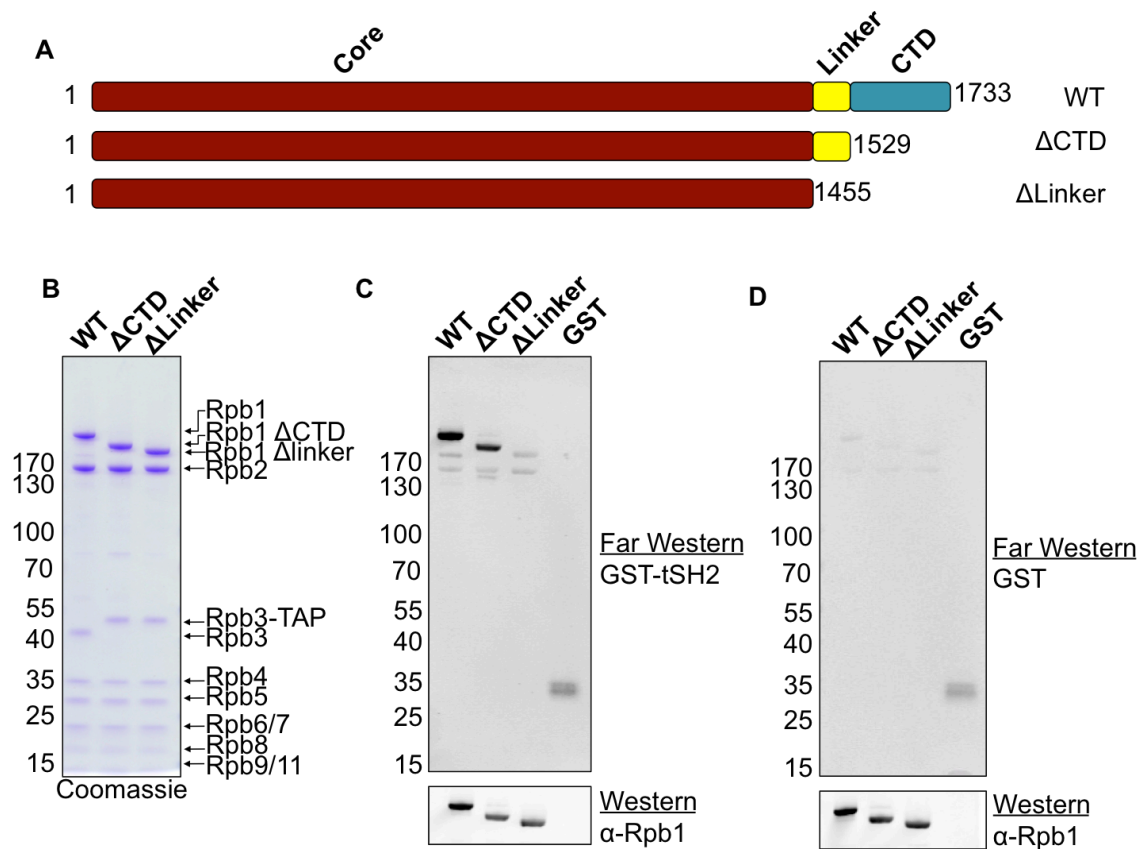 A
Core
Linker
CTD
1
1733
WT
1
1529
ΔCTD
1
1455
ΔLinker
B
WT
ΔCTD
ΔLinker
Rpb1
Rpb1 ΔCTD
Rpb1 Δlinker
Rpb2
170
130
100
70
55
40
35
25
15
Rpb3-TAP
Rpb3
Rpb4
Rpb5
Rpb6/7
Rpb8
Rpb9/11
Coomassie
C
WT
ΔCTD
ΔLinker
GST
170
130
100
70
55
40
35
25
15
Far Western
GST-tSH2
Western
α-Rpb1
D
WT
ΔCTD
ΔLinker
GST
170
130
100
70
55
40
35
25
15
Far Western
GST
Western
α-Rpb1